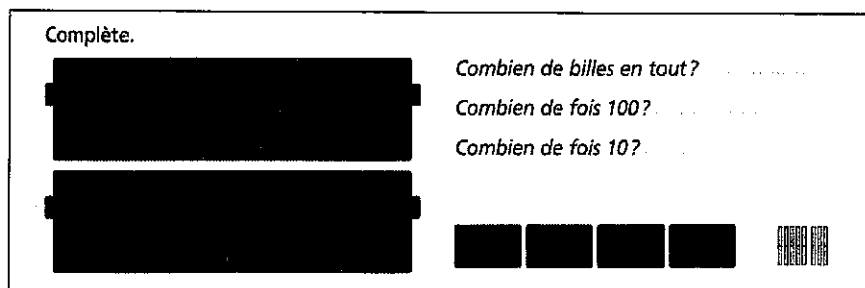 Complète.
Combien de billes en tout?
Combien de fois 100?
Combien de fois 10?